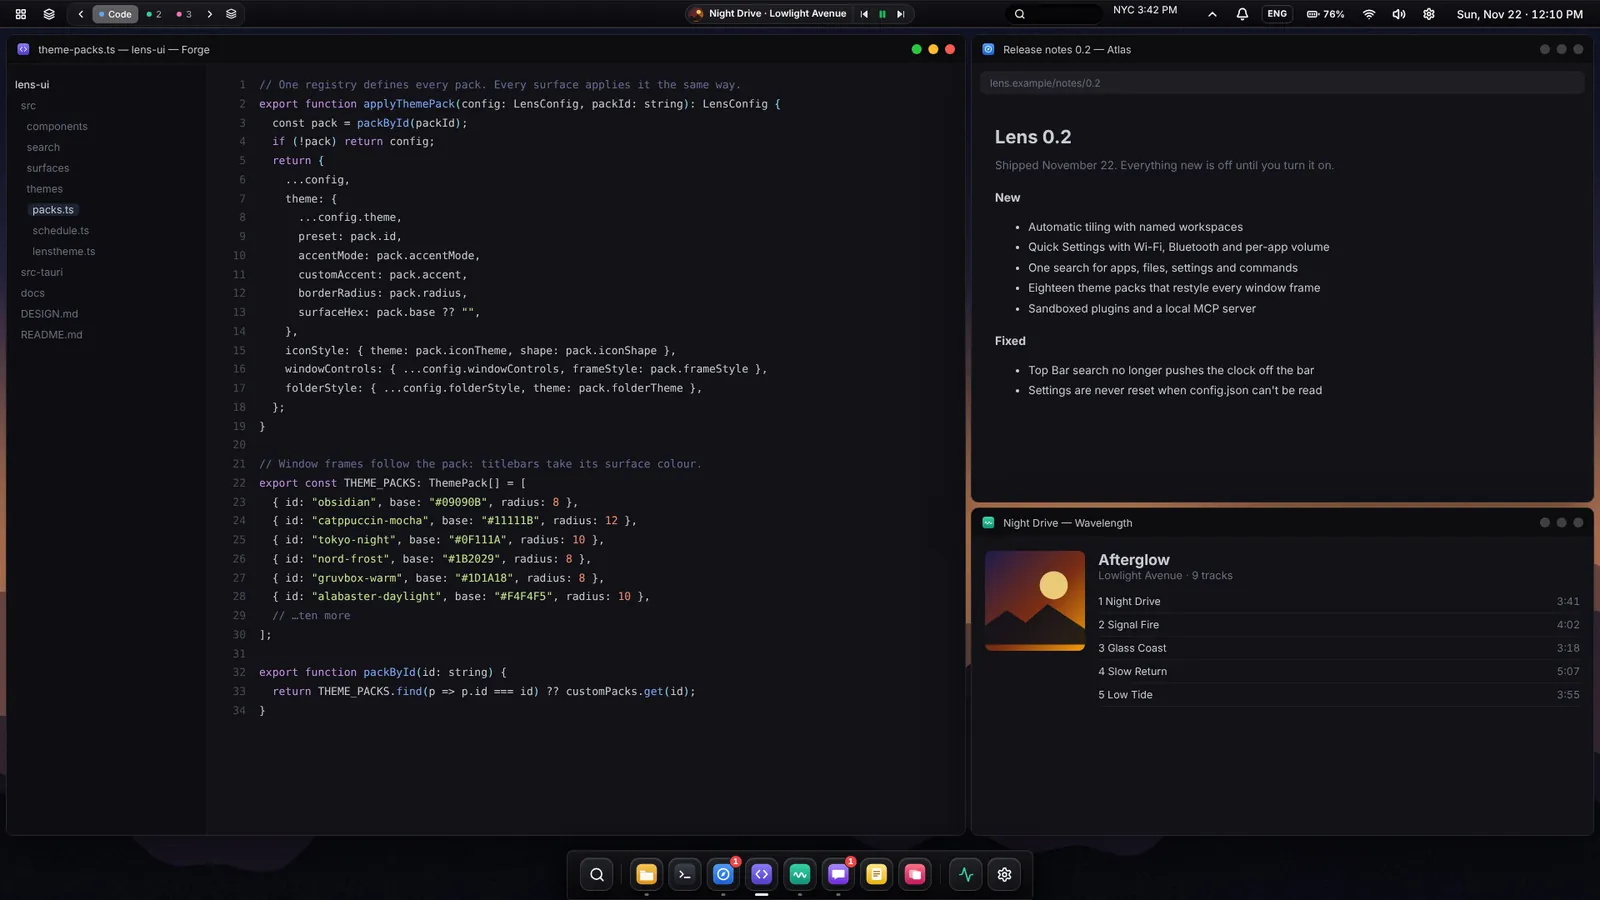 Code
2
3
Night Drive · Lowlight Avenue
NYC 3:42 PM
ENG
76%
Sun, Nov 22 · 12:10 PM
theme-packs.ts — lens-ui — Forge
lens-ui
src
components
search
surfaces
themes
packs.ts
schedule.ts
lenstheme.ts
src-tauri
docs
DESIGN.md
README.md
1 // One registry defines every pack. Every surface applies it the same way.
2 export function applyThemePack(config: LensConfig, packId: string): LensConfig {
3 const pack = packById(packId);
4 if (!pack) return config;
5 return {
6 ...config,
7 theme: {
8 ...config.theme,
9 preset: pack.id,
10 accentMode: pack.accentMode,
11 customAccent: pack.accent,
12 borderRadius: pack.radius,
13 surfaceHex: pack.base ?? "",
14 },
15 iconStyle: { theme: pack.iconTheme, shape: pack.iconShape },
16 windowControls: { ...config.windowControls, frameStyle: pack.frameStyle },
17 folderStyle: { ...config.folderStyle, theme: pack.folderTheme },
18 };
19 }
20
21 // Window frames follow the pack: titlebars take its surface colour.
22 export const THEME_PACKS: ThemePack[] = [
23 { id: "obsidian", base: "#09090B", radius: 8 },
24 { id: "catppuccin-mocha", base: "#11111B", radius: 12 },
25 { id: "tokyo-night", base: "#0F111A", radius: 10 },
26 { id: "nord-frost", base: "#1B2029", radius: 8 },
27 { id: "gruvbox-warm", base: "#1D1A18", radius: 8 },
28 { id: "alabaster-daylight", base: "#F4F4F5", radius: 10 },
29 // …ten more
30 ];
31
32 export function packById(id: string) {
33 return THEME_PACKS.find(p => p.id === id) ?? customPacks.get(id);
34 }
Release notes 0.2 — Atlas
lens.example/notes/0.2
Lens 0.2
Shipped November 22. Everything new is off until you turn it on.
New
• Automatic tiling with named workspaces
• Quick Settings with Wi-Fi, Bluetooth and per-app volume
• One search for apps, files, settings and commands
• Eighteen theme packs that restyle every window frame
• Sandboxed plugins and a local MCP server
Fixed
• Top Bar search no longer pushes the clock off the bar
• Settings are never reset when config.json can't be read
Night Drive — Wavelength
Afterglow
Lowlight Avenue · 9 tracks
1 Night Drive 3:41
2 Signal Fire 4:02
3 Glass Coast 3:18
4 Slow Return 5:07
5 Low Tide 3:55
1
1